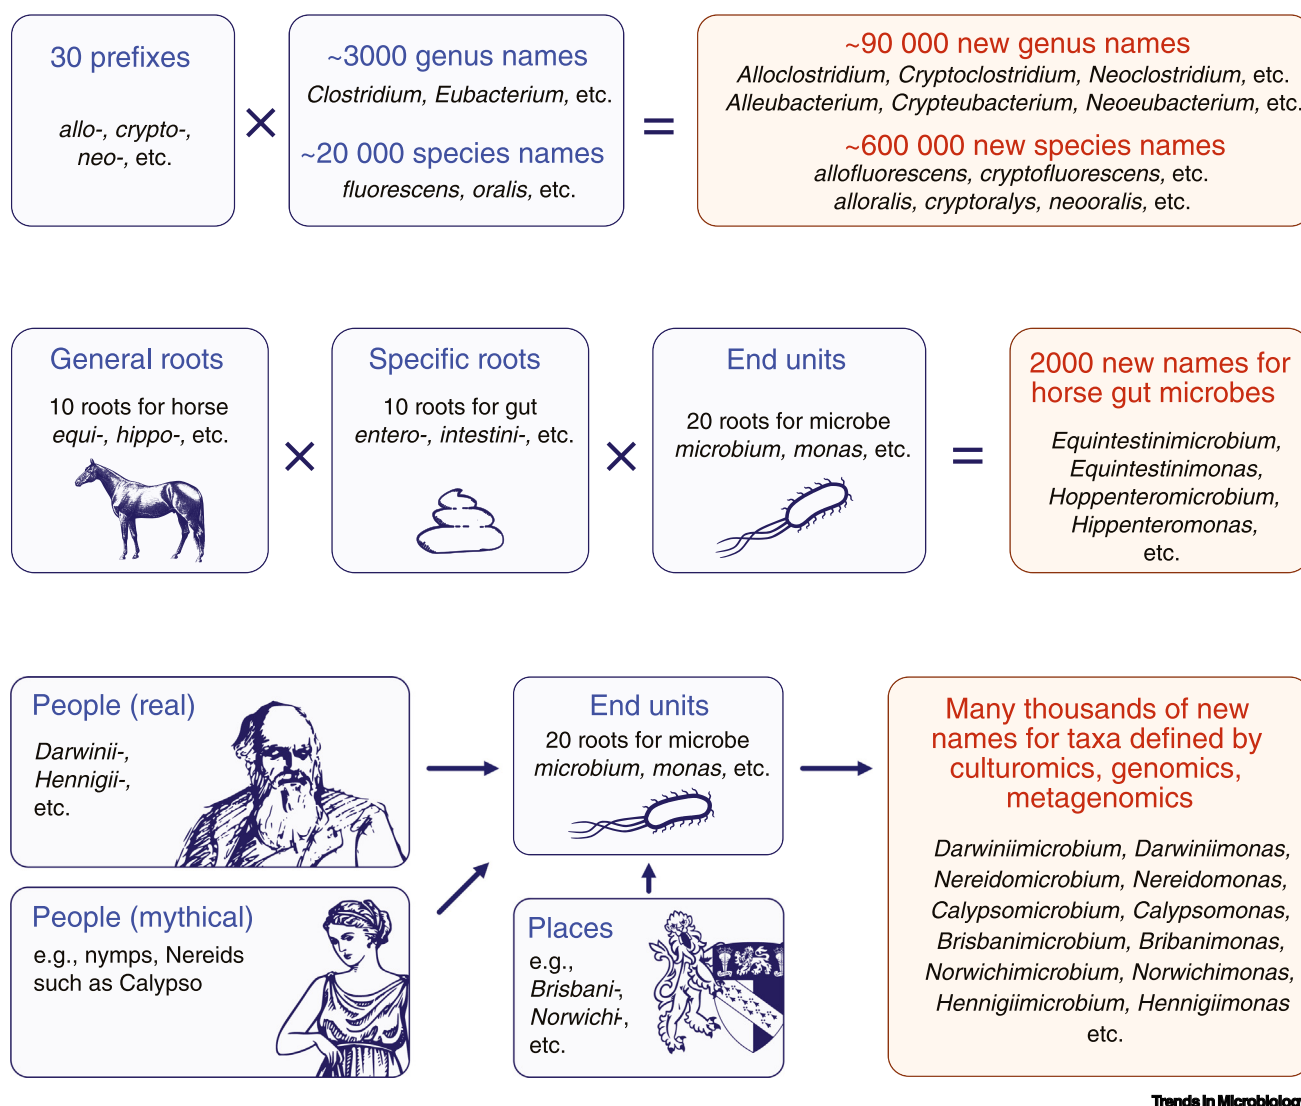 30 prefixes
allo-, crypto-,
neo-, etc.
×
~3000 genus names
Clostridium, Eubacterium, etc.
~20 000 species names
fluorescens, oralis, etc.
=
~90 000 new genus names
Alloclostridium, Cryptoclostridium, Neoclostridium, etc.
Alleubacterium, Crypteubacterium, Neoeubacterium, etc.
~600 000 new species names
allofluorescens, cryptofluorescens, etc.
alloralis, cryptoralys, neooralis, etc.
General roots
10 roots for horse
equi-, hippo-, etc.
×
Specific roots
10 roots for gut
entero-, intestini-, etc.
×
End units
20 roots for microbe
microbium, monas, etc.
=
2000 new names for
horse gut microbes
Equintestinimicrobium,
Equintestinimonas,
Hoppenteromicrobium,
Hippenteromonas,
etc.
People (real)
Darwinii-,
Hennigii-,
etc.
People (mythical)
e.g., nymps, Nereids
such as Calypso
End units
20 roots for microbe
microbium, monas, etc.
Places
e.g.,
Brisbani-,
Norwichi-,
etc.
Many thousands of new
names for taxa defined by
culturomics, genomics,
metagenomics
Darwiniimicrobium, Darwiniimonas,
Nereidomicrobium, Nereidomonas,
Calypsomicrobium, Calypsomonas,
Brisbanimicrobium, Bribanimonas,
Norwichimicrobium, Norwichimonas,
Hennigiimicrobium, Hennigiimonas
etc.
Trends in Microbiology